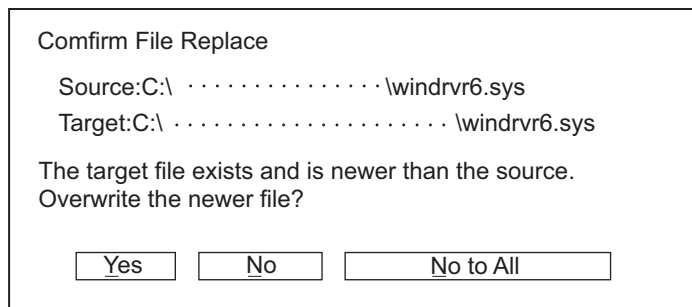 Comfirm File Replace
Source:C:\ ・・・・・・・・・・・・・・・\windrvr6.sys
Target:C:\ ・・・・・・・・・・・・・・・・・・・・・ \windrvr6.sys
The target file exists and is newer than the source.
Overwrite the newer file?
Yes No No to All